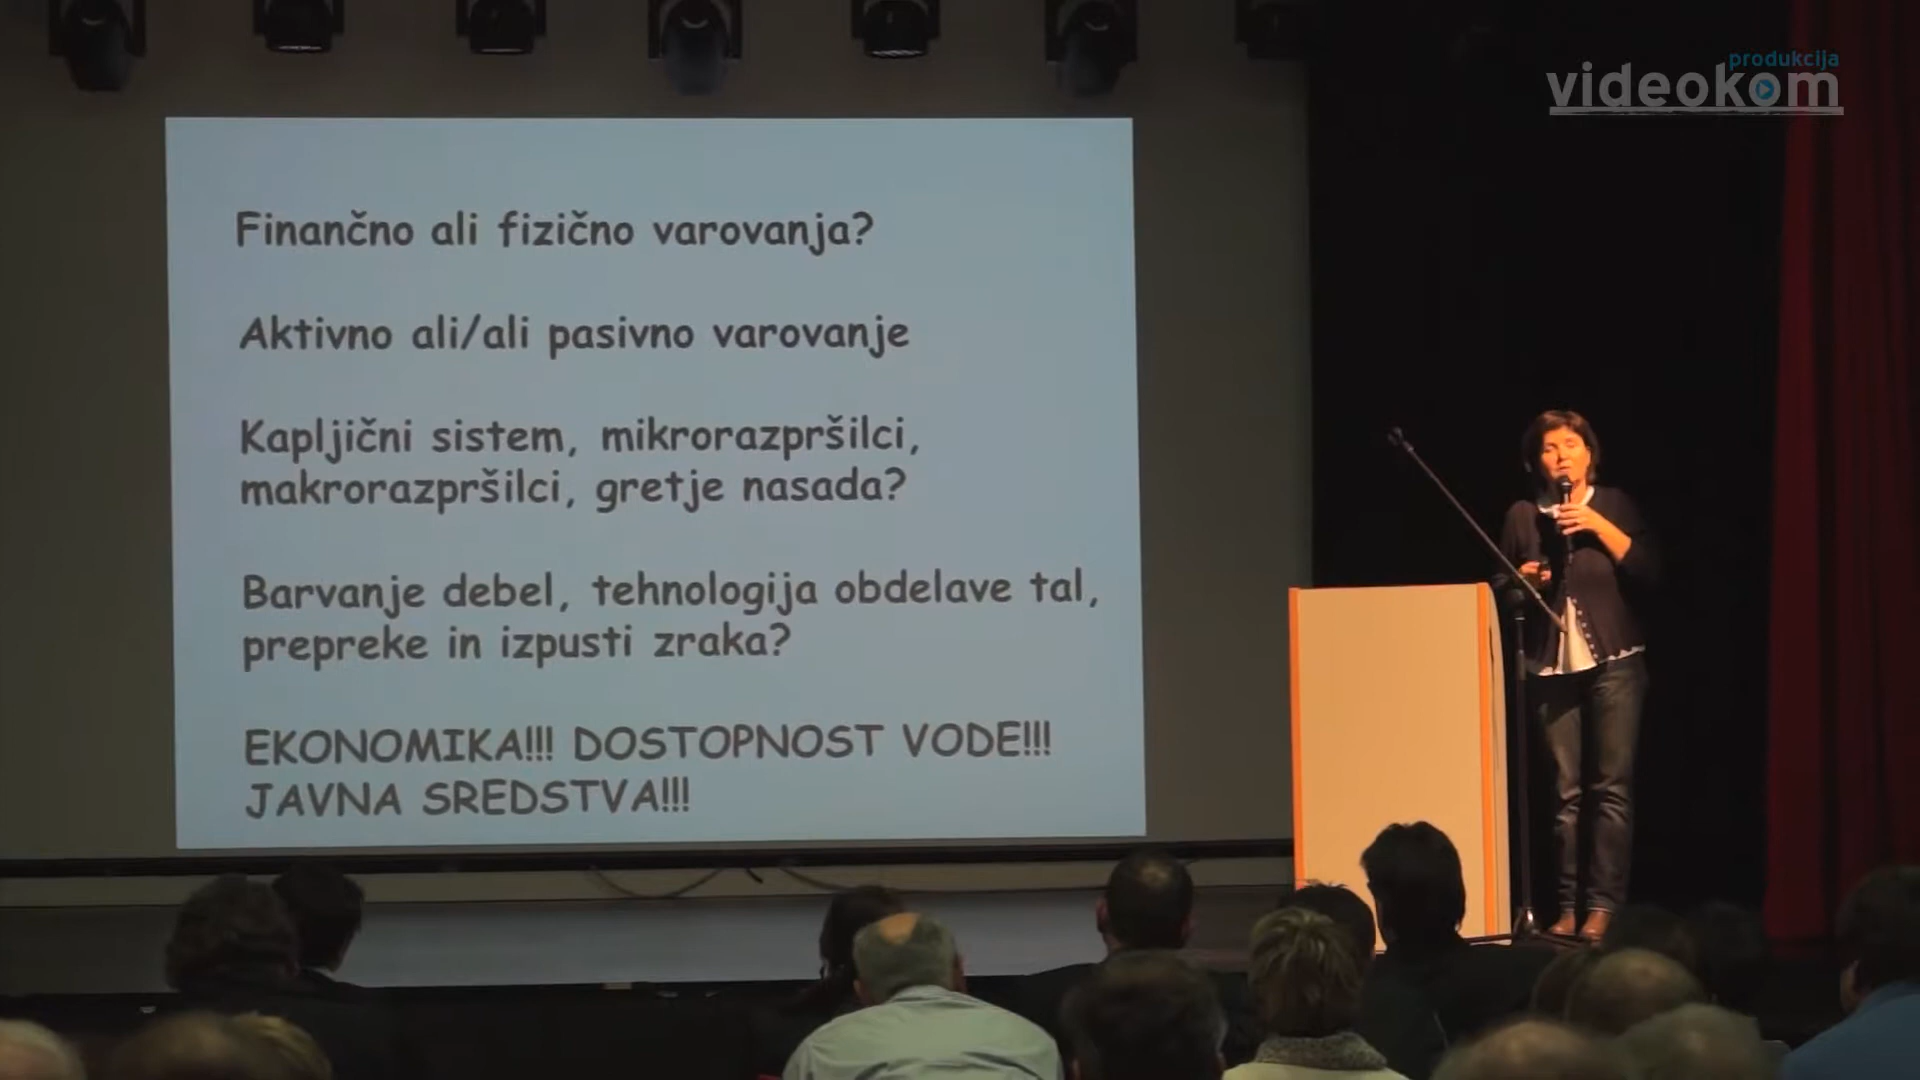 produkcija
videokom
Finančno ali fizično varovanja?
Aktivno ali/ali pasivno varovanje
Kapljični sistem, mikrorazpršilci,
makrorazpršilci, gretje nasada?
Barvanje debel, tehnologija obdelave tal,
prepreke in izpusti zraka?
EKONOMIKA!!! DOSTOPNOST VODE!!!
JAVNA SREDSTVA!!!